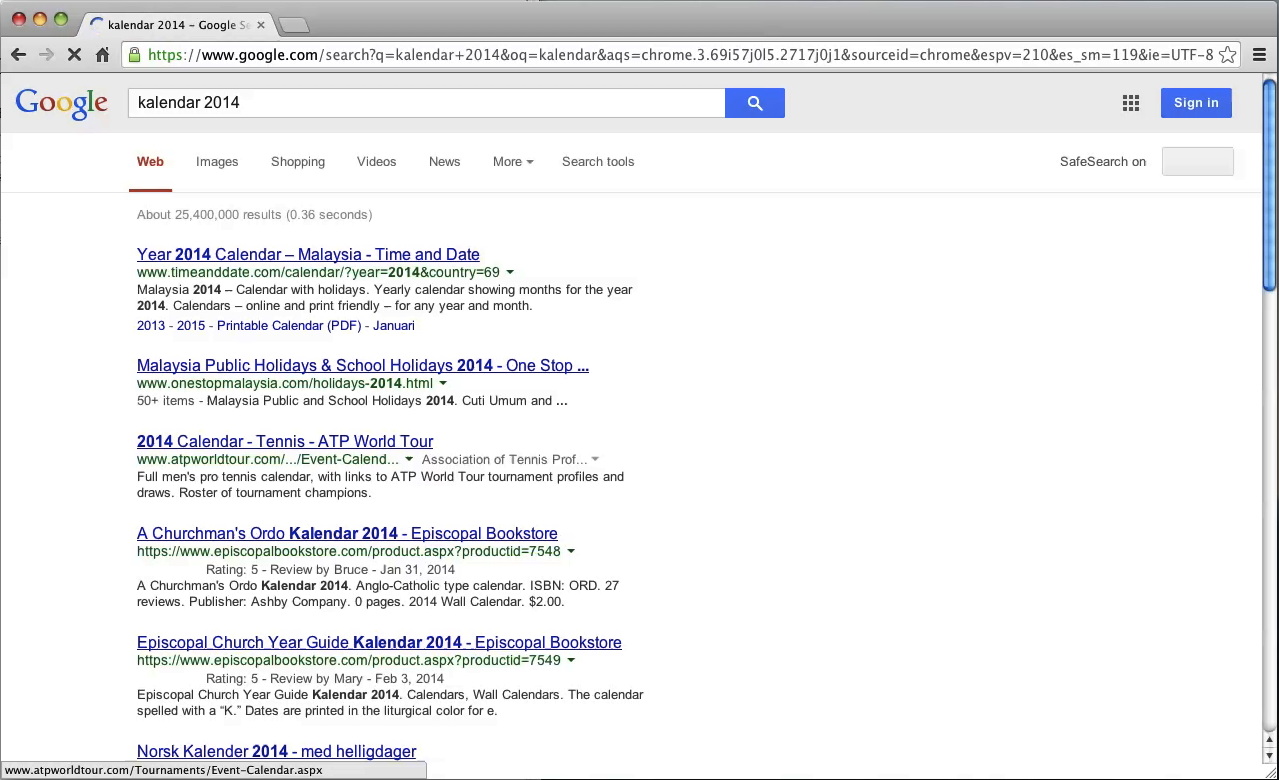 kalendar 2014 - Google Se
https://www.google.com/search?q=kalendar+2014&oq=kalendar&aqs=chrome.3.69i57j0l5.2717j0j1&sourceid=chrome&espv=210&es_sm=119&ie=UTF-8
Google kalendar 2014 Sign in
Web Images Shopping Videos News More Search tools SafeSearch on
About 25,400,000 results (0.36 seconds)
Year 2014 Calendar – Malaysia - Time and Date
www.timeanddate.com/calendar/?year=2014&country=69
Malaysia 2014 – Calendar with holidays. Yearly calendar showing months for the year
2014. Calendars – online and print friendly – for any year and month.
2013 - 2015 - Printable Calendar (PDF) - Januari
Malaysia Public Holidays & School Holidays 2014 - One Stop ...
www.onestopmalaysia.com/holidays-2014.html
50+ items - Malaysia Public and School Holidays 2014. Cuti Umum and ...
2014 Calendar - Tennis - ATP World Tour
www.atpworldtour.com/.../Event-Calend... Association of Tennis Prof...
Full men's pro tennis calendar, with links to ATP World Tour tournament profiles and
draws. Roster of tournament champions.
A Churchman's Ordo Kalendar 2014 - Episcopal Bookstore
https://www.episcopalbookstore.com/product.aspx?productid=7548
Rating: 5 - Review by Bruce - Jan 31, 2014
A Churchman's Ordo Kalendar 2014. Anglo-Catholic type calendar. ISBN: ORD. 27
reviews. Publisher: Ashby Company. 0 pages. 2014 Wall Calendar. $2.00.
Episcopal Church Year Guide Kalendar 2014 - Episcopal Bookstore
https://www.episcopalbookstore.com/product.aspx?productid=7549
Rating: 5 - Review by Mary - Feb 3, 2014
Episcopal Church Year Guide Kalendar 2014. Calendars, Wall Calendars. The calendar
spelled with a “K.” Dates are printed in the liturgical color for e.
Norsk Kalender 2014 - med helligdager
www.atpworldtour.com/Tournaments/Event-Calendar.aspx